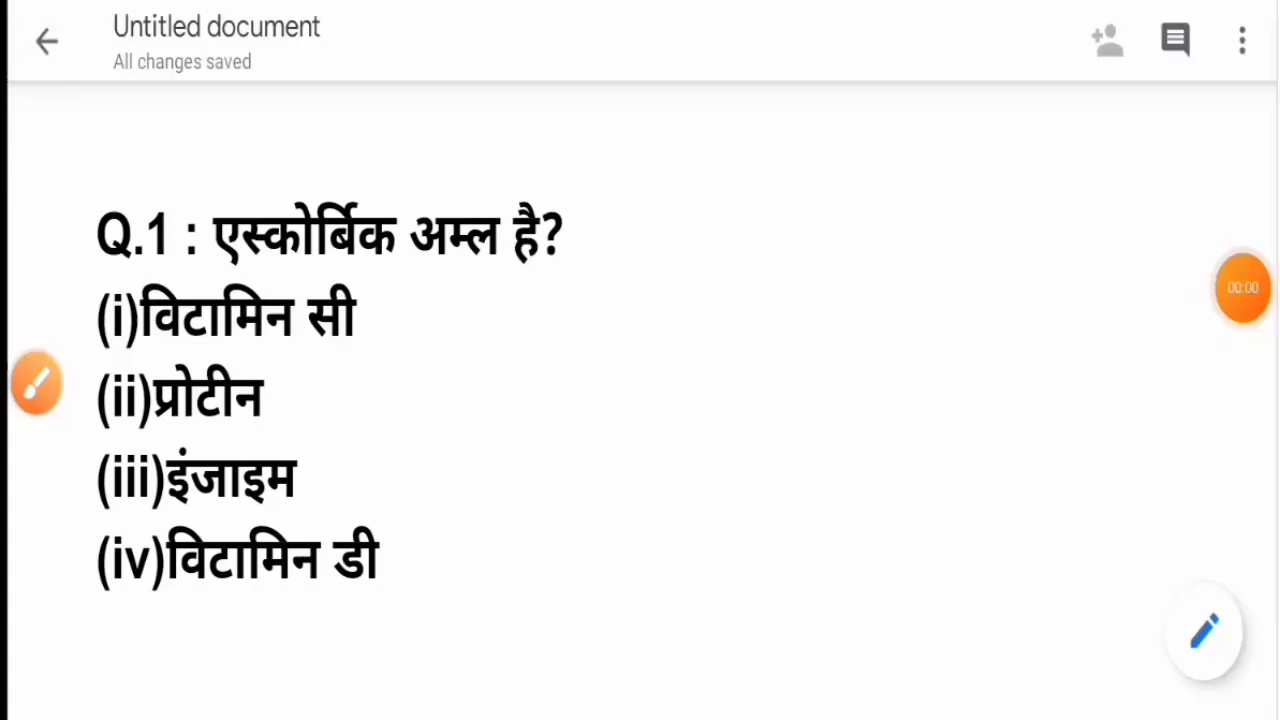 Untitled document
All changes saved
Q.1 : एस्कोर्बिक अम्ल है?
(i)विटामिन सी
00:00
(ii)प्रोटीन
(iii)इंजाइम
(iv)विटामिन डी